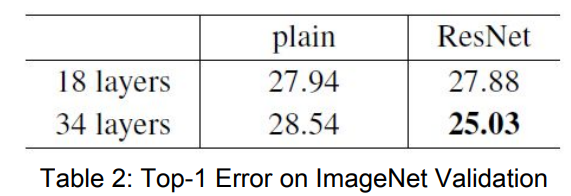 plain ResNet
18 layers 27.94 27.88
34 layers 28.54 25.03
Table 2: Top-1 Error on ImageNet Validation